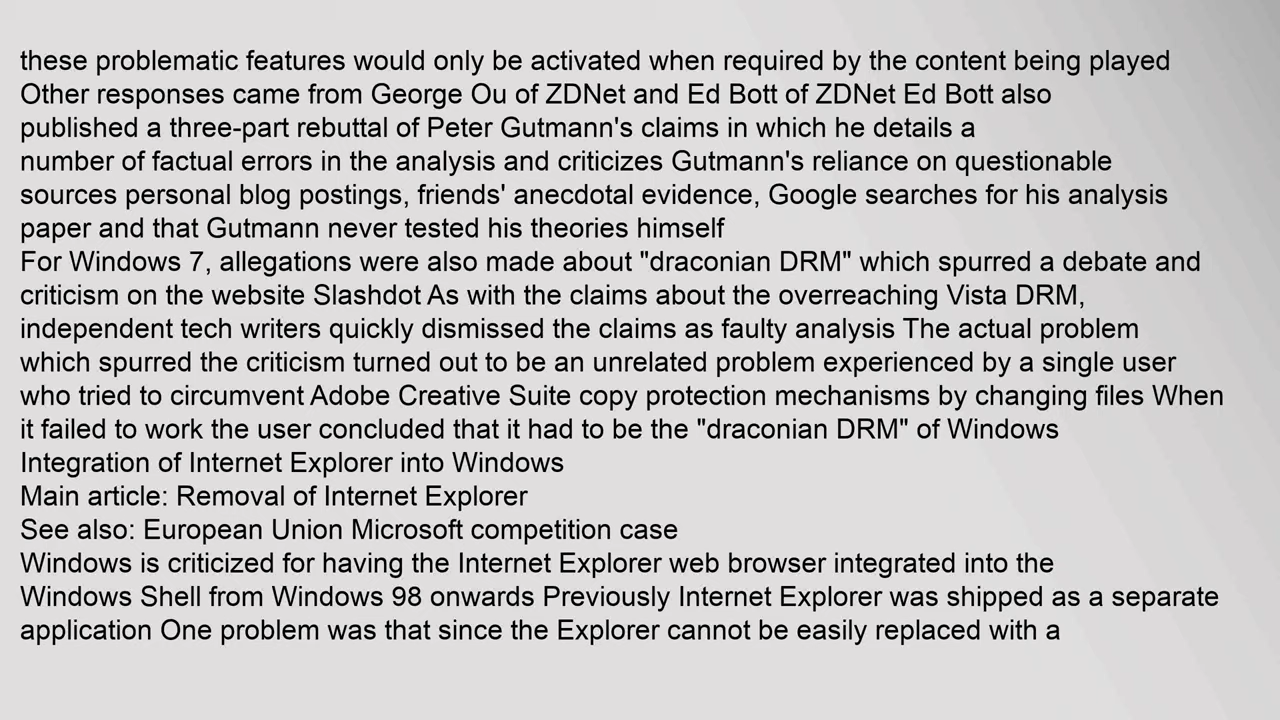 these problematic features would only be activated when required by the content being played
Other responses came from George Ou of ZDNet and Ed Bott of ZDNet Ed Bott also
published a three-part rebuttal of Peter Gutmann's claims in which he details a
number of factual errors in the analysis and criticizes Gutmann's reliance on questionable
sources personal blog postings, friends' anecdotal evidence, Google searches for his analysis
paper and that Gutmann never tested his theories himself
For Windows 7, allegations were also made about "draconian DRM" which spurred a debate and
criticism on the website Slashdot As with the claims about the overreaching Vista DRM,
independent tech writers quickly dismissed the claims as faulty analysis The actual problem
which spurred the criticism turned out to be an unrelated problem experienced by a single user
who tried to circumvent Adobe Creative Suite copy protection mechanisms by changing files When
it failed to work the user concluded that it had to be the "draconian DRM" of Windows
Integration of Internet Explorer into Windows
Main article: Removal of Internet Explorer
See also: European Union Microsoft competition case
Windows is criticized for having the Internet Explorer web browser integrated into the
Windows Shell from Windows 98 onwards Previously Internet Explorer was shipped as a separate
application One problem was that since the Explorer cannot be easily replaced with a